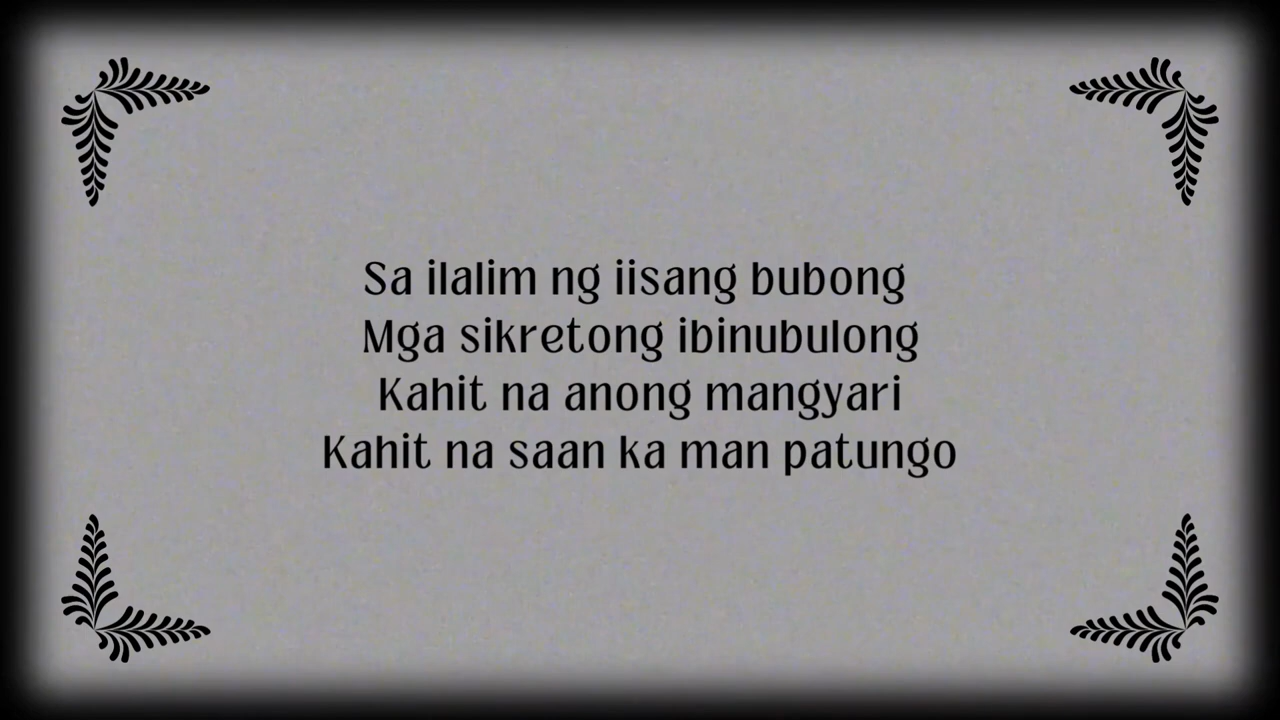 Sa ilalim ng iisang bubong
Mga sikretong ibinubulong
Kahit na anong mangyari
Kahit na saan ka man patungo